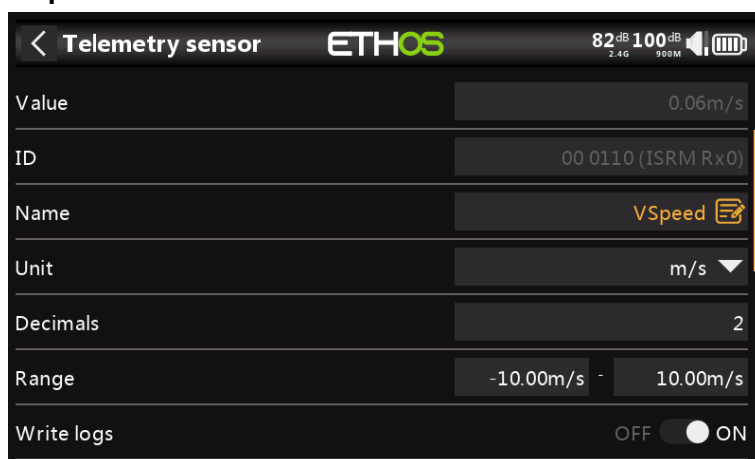 Telemetry sensor ETHOS 82dB 2.4G 100dB 900M
Value 0.06m/s
ID 00 0110 (ISRM Rx0)
Name VSpeed
Unit m/s
Decimals 2
Range -10.00m/s - 10.00m/s
Write logs OFF ON